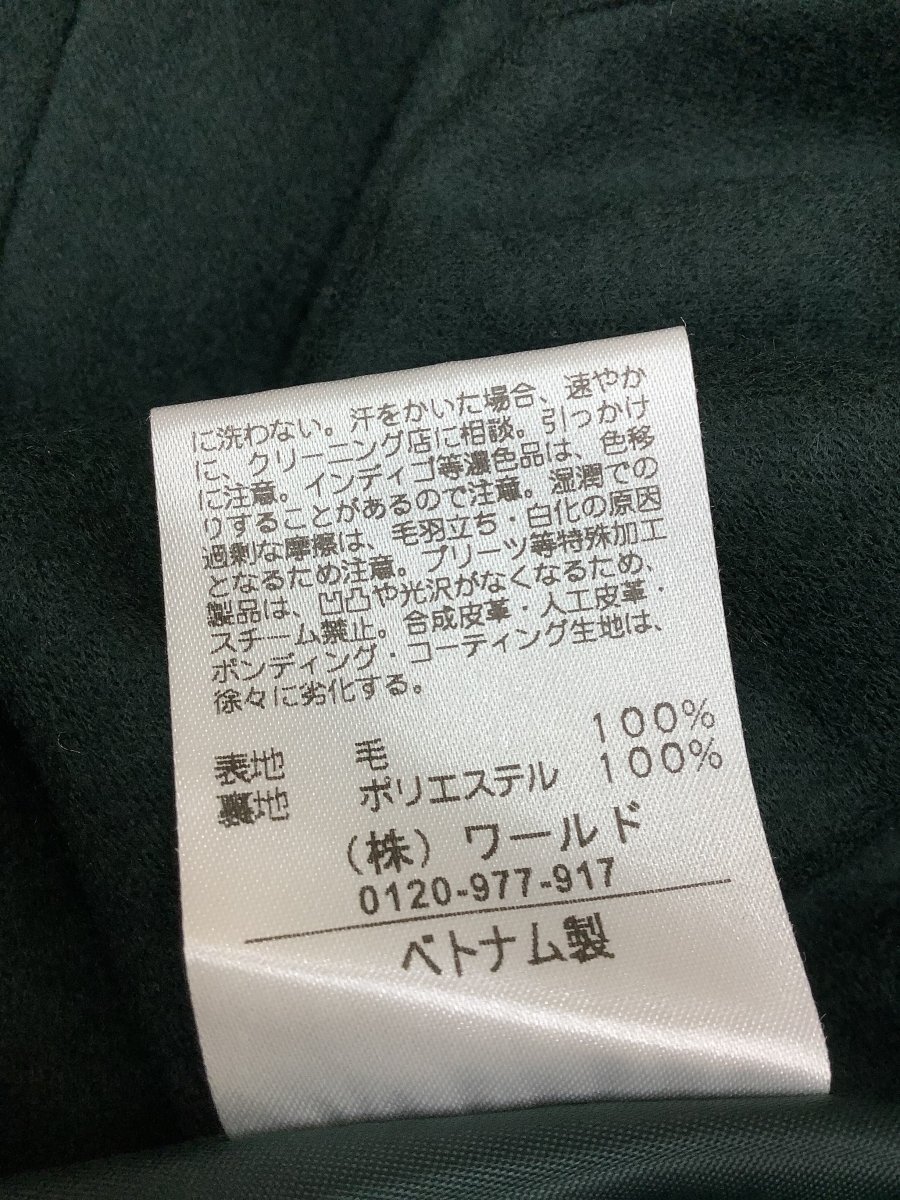 に洗わない。汗をかいた場合、速やか
に、クリーニング店に相談。引っかけ
に注意。インディゴ等濃色品は、色移
りすることがあるので注意。湿潤での
過剰な摩擦は、毛羽立ち・白化の原因
となるため注意。プリーツ等特殊加工
製品は、凹凸や光沢がなくなるため、
スチーム禁止。合成皮革・人工皮革・
ボンディング・コーティング生地は、
徐々に劣化する。
表地 毛 100%
裏地 ポリエステル 100%
(株)ワールド
0120-977-917
ベトナム製